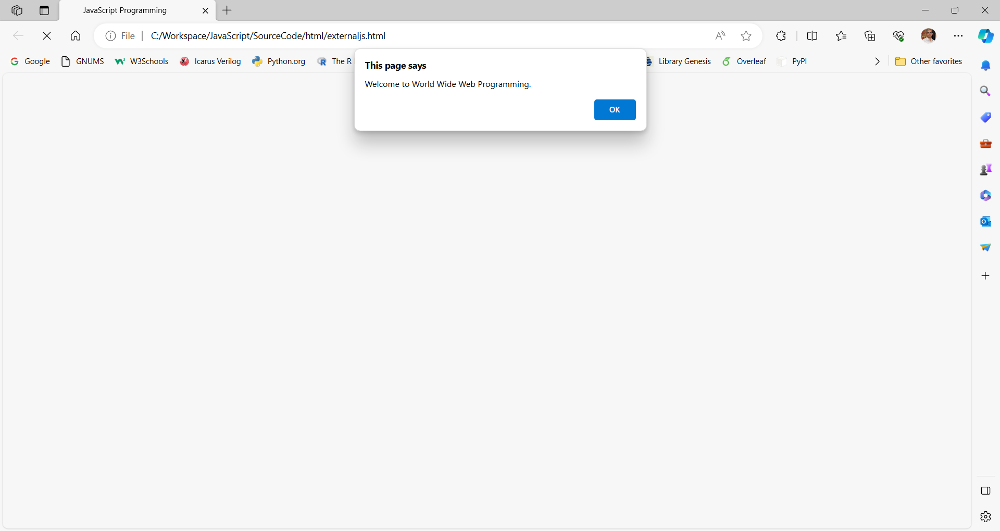 JavaScript Programming
File C:/Workspace/JavaScript/SourceCode/html/externaljs.html
Google GNUMS W3Schools Icarus Verilog Python.org The R Library Genesis Overleaf PyPI Other favorites
This page says
Welcome to World Wide Web Programming.
OK